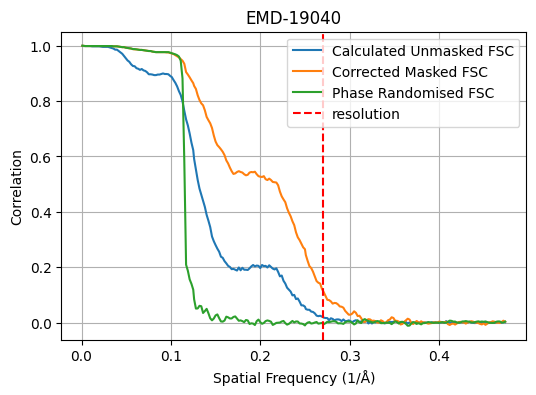 EMD-19040
Calculated Unmasked FSC
Corrected Masked FSC
Phase Randomised FSC
resolution
Correlation
1.0
0.8
0.6
0.4
0.2
0.0
0.0 0.1 0.2 0.3 0.4
Spatial Frequency (1/Å)